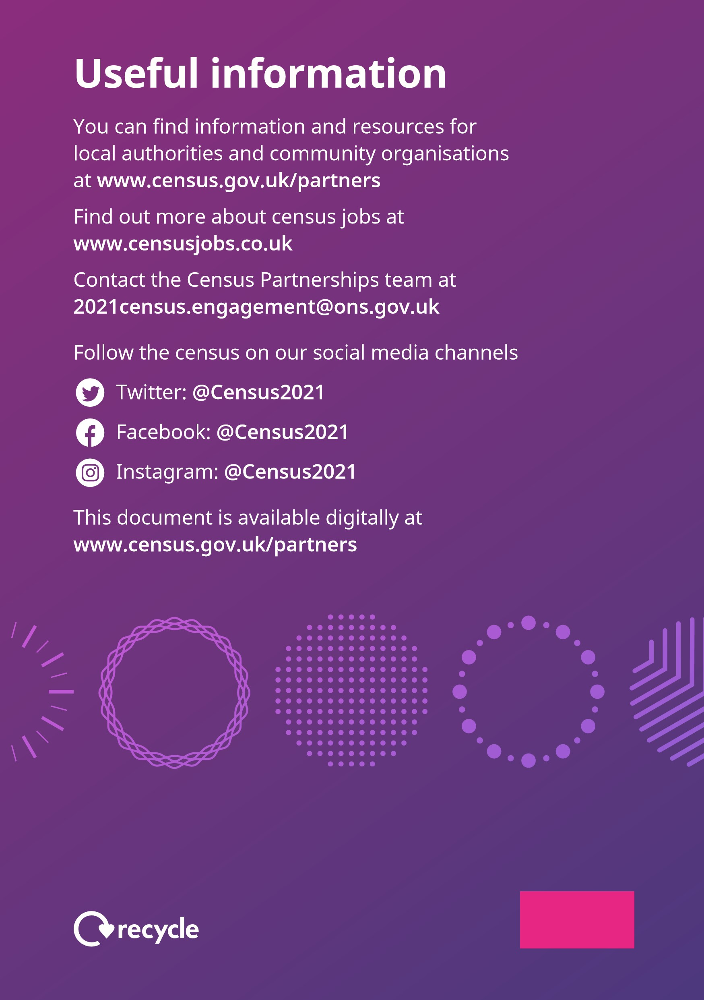 Useful information
You can find information and resources for
local authorities and community organisations
at www.census.gov.uk/partners
Find out more about census jobs at
www.censusjobs.co.uk
Contact the Census Partnerships team at
2021census.engagement@ons.gov.uk
Follow the census on our social media channels
Twitter: @Census2021
Facebook: @Census2021
Instagram: @Census2021
This document is available digitally at
www.census.gov.uk/partners
recycle